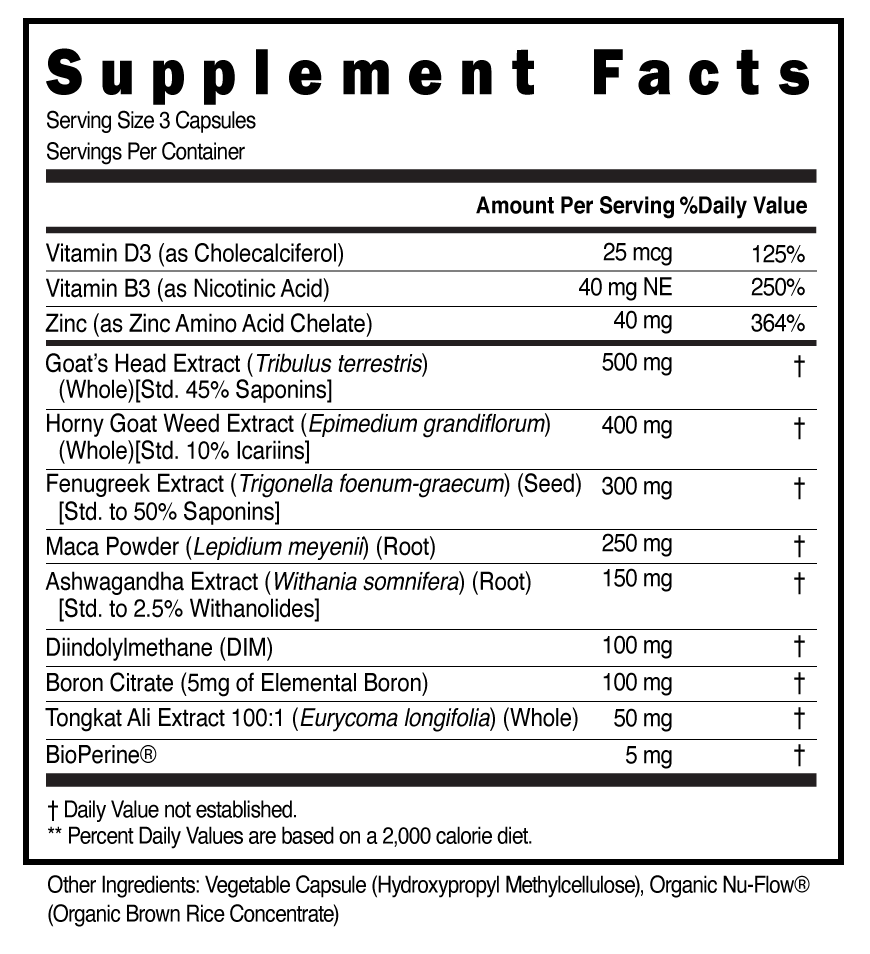 Supplement Facts
Serving Size 3 Capsules
Servings Per Container
Amount Per Serving %Daily Value
Vitamin D3 (as Cholecalciferol) 25 mcg 125%
Vitamin B3 (as Nicotinic Acid) 40 mg NE 250%
Zinc (as Zinc Amino Acid Chelate) 40 mg 364%
Goat's Head Extract (Tribulus terrestris) 500 mg †
(Whole)[Std. 45% Saponins]
Horny Goat Weed Extract (Epimedium grandiflorum) 400 mg †
(Whole)[Std. 10% Icariins]
Fenugreek Extract (Trigonella foenum-graecum) (Seed) 300 mg †
[Std. to 50% Saponins]
Maca Powder (Lepidium meyenii) (Root) 250 mg †
Ashwagandha Extract (Withania somnifera) (Root) 150 mg †
[Std. to 2.5% Withanolides]
Diindolylmethane (DIM) 100 mg †
Boron Citrate (5mg of Elemental Boron) 100 mg †
Tongkat Ali Extract 100:1 (Eurycoma longifolia) (Whole) 50 mg †
BioPerine® 5 mg †
† Daily Value not established.
** Percent Daily Values are based on a 2,000 calorie diet.
Other Ingredients: Vegetable Capsule (Hydroxypropyl Methylcellulose), Organic Nu-Flow®
(Organic Brown Rice Concentrate)